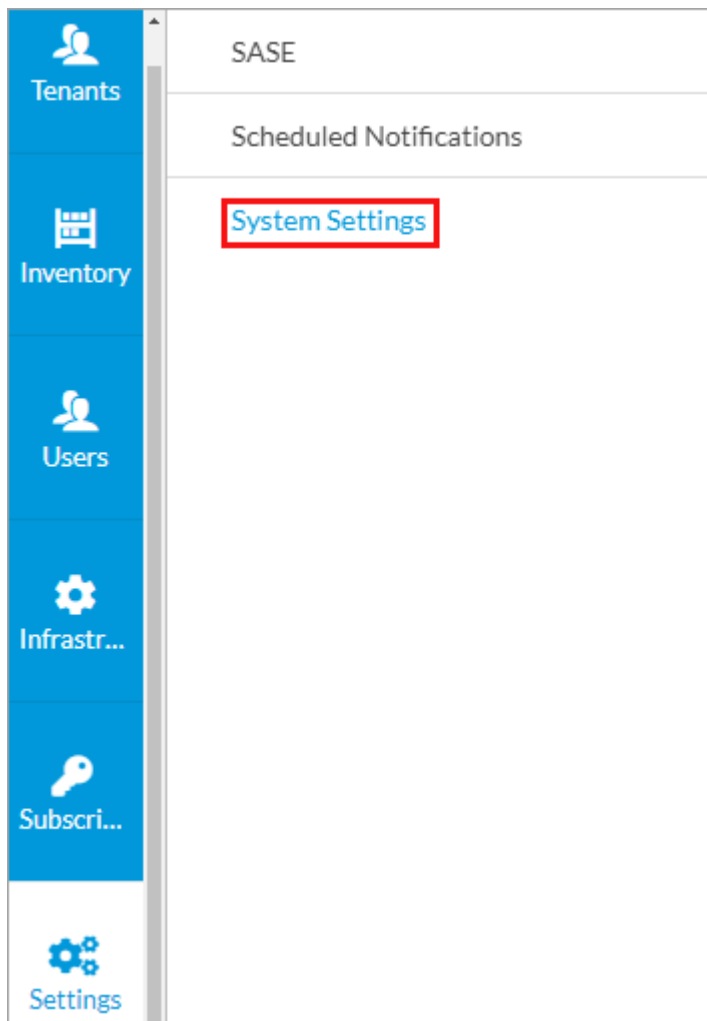 Tenants
Inventory
Users
Infrastr...
Subscri...
Settings
SASE
Scheduled Notifications
System Settings